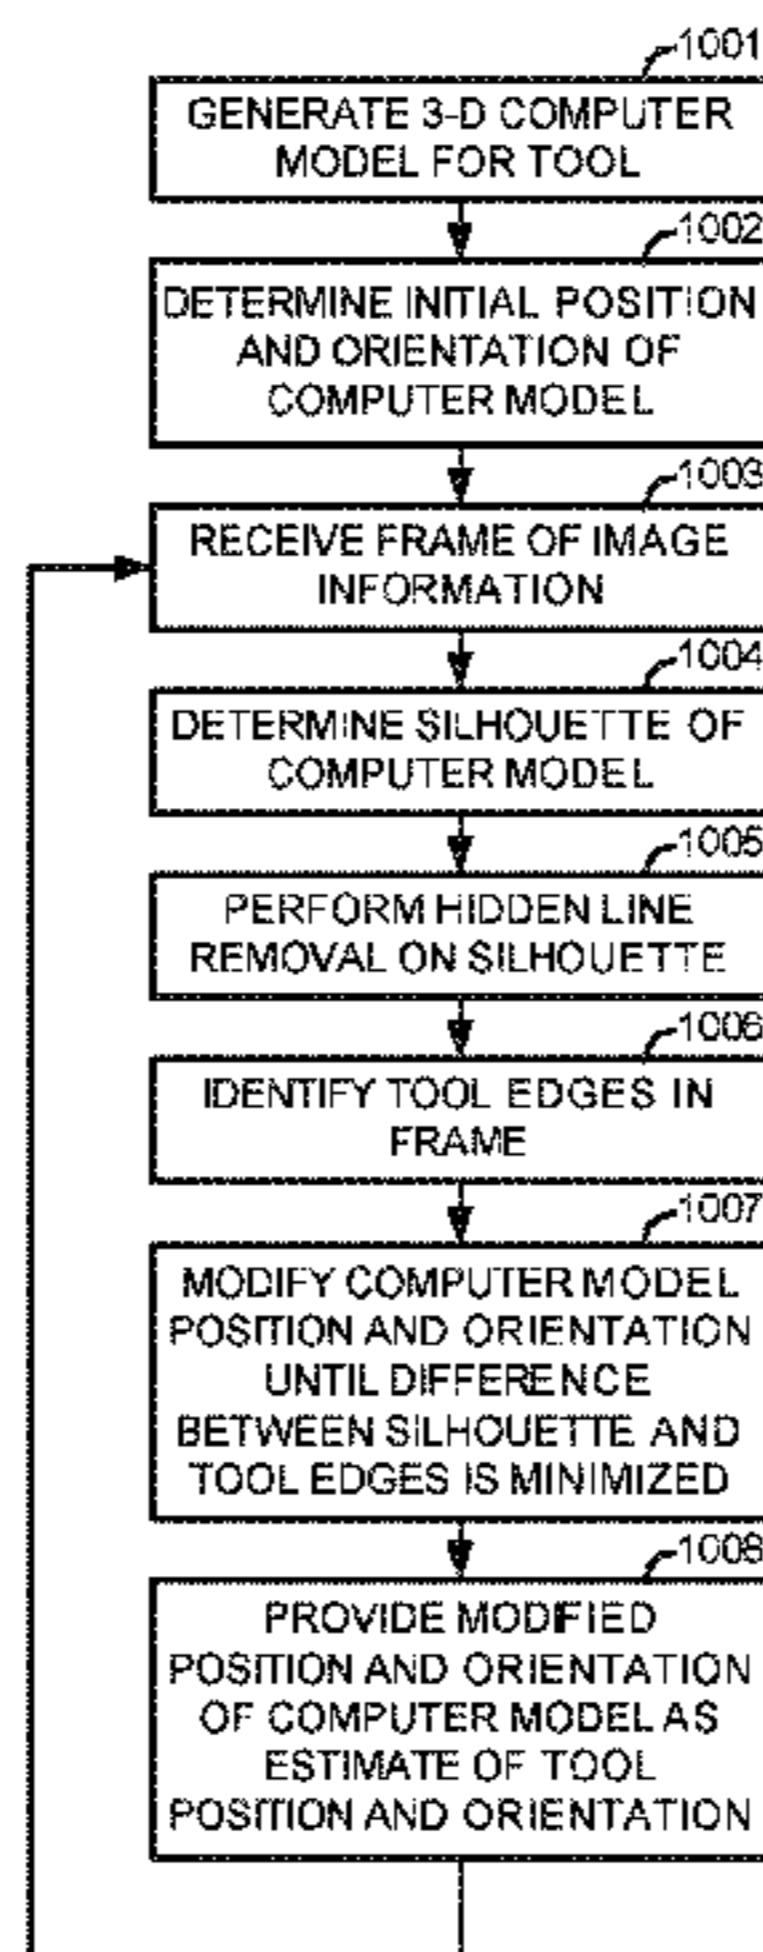 1001
GENERATE 3-D COMPUTER
MODEL FOR TOOL
1002
DETERMINE INITIAL POSITION
AND ORIENTATION OF
COMPUTER MODEL
1003
RECEIVE FRAME OF IMAGE
INFORMATION
1004
DETERMINE SILHOUETTE OF
COMPUTER MODEL
1005
PERFORM HIDDEN LINE
REMOVAL ON SILHOUETTE
1006
IDENTIFY TOOL EDGES IN
FRAME
1007
MODIFY COMPUTER MODEL
POSITION AND ORIENTATION
UNTIL DIFFERENCE
BETWEEN SILHOUETTE AND
TOOL EDGES IS MINIMIZED
1008
PROVIDE MODIFIED
POSITION AND ORIENTATION
OF COMPUTER MODEL AS
ESTIMATE OF TOOL
POSITION AND ORIENTATION